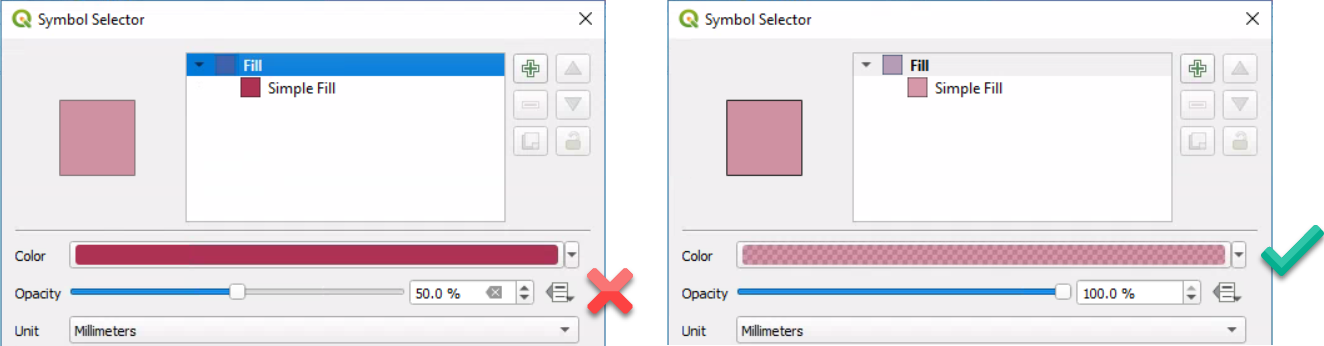 Symbol Selector
Fill
Simple Fill
Color
Opacity
50.0 %
Unit
Millimeters
Symbol Selector
Fill
Simple Fill
Color
Opacity
100.0 %
Unit
Millimeters